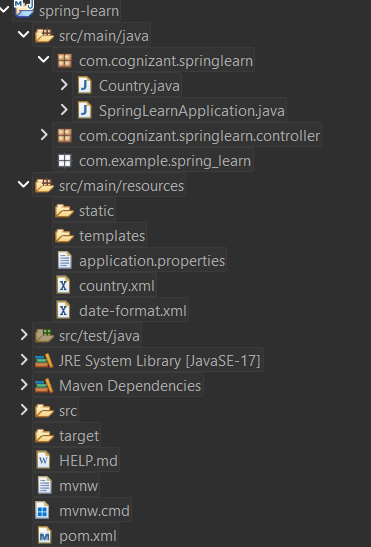 spring-learn
src/main/java
com.cognizant.springlearn
Country.java
SpringLearnApplication.java
com.cognizant.springlearn.controller
com.example.spring_learn
src/main/resources
static
templates
application.properties
country.xml
date-format.xml
src/test/java
JRE System Library [JavaSE-17]
Maven Dependencies
src
target
HELP.md
mvnw
mvnw.cmd
pom.xml